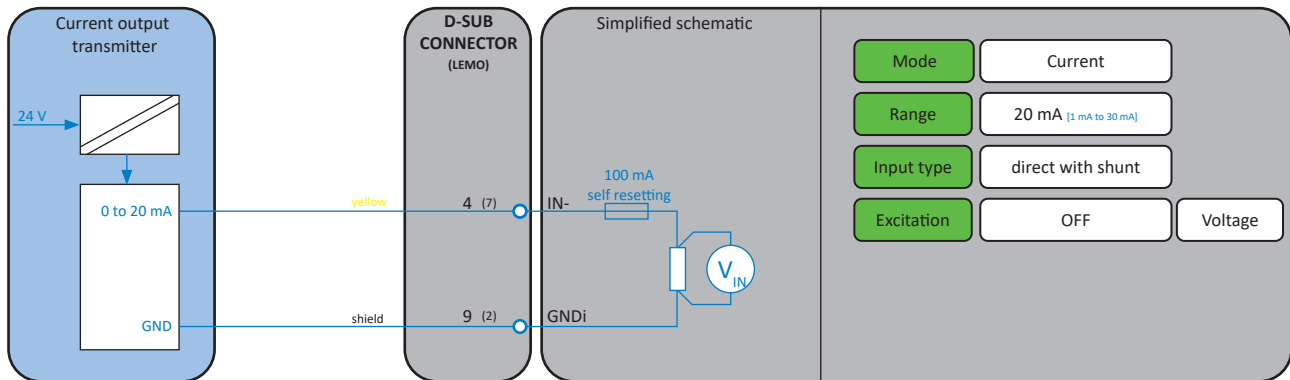 Current output
transmitter
24 V
0 to 20 mA
GND
yellow
shield
D-SUB
CONNECTOR
(LEMO)
4 (7)
9 (2)
Simplified schematic
IN-
100 mA
self resetting
VIN
GNDi
Mode Current
Range 20 mA [1 mA to 30 mA]
Input type direct with shunt
Excitation OFF Voltage